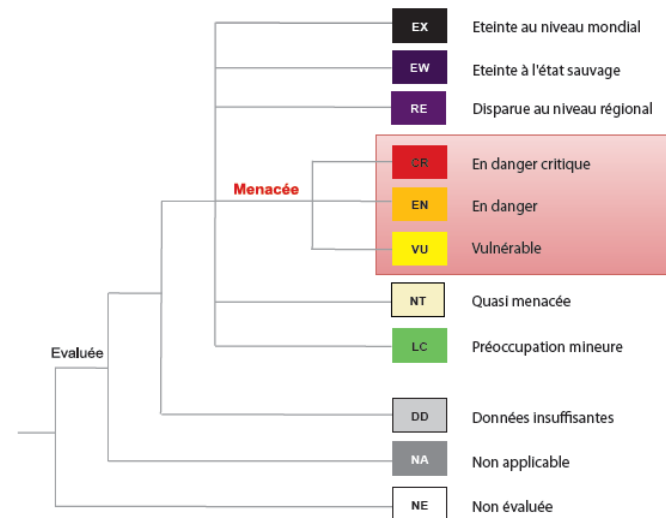 EX Eteinte au niveau mondial
EW Eteinte à l'état sauvage
RE Disparue au niveau régional
CR En danger critique
Menacée
EN En danger
VU Vulnérable
NT Quasi menacée
LC Préoccupation mineure
Evaluée
DD Données insuffisantes
NA Non applicable
NE Non évaluée